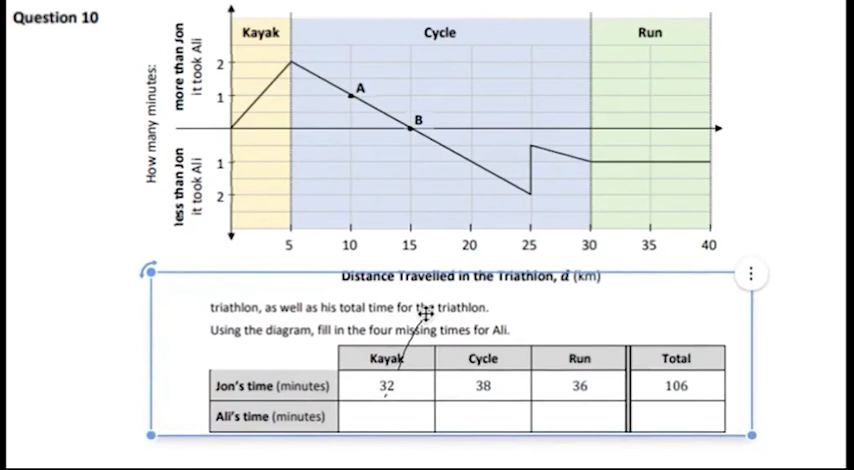 Question 10
Kayak
Cycle
Run
How many minutes:
more than Jon
it took Ali
less than Jon
it took Ali
2
1
1
2
A
B
5 10 15 20 25 30 35 40
Distance Travelled in the Triathlon, d (km)
triathlon, as well as his total time for the triathlon.
Using the diagram, fill in the four missing times for Ali.
Kayak Cycle Run Total
Jon's time (minutes) 32 38 36 106
Ali's time (minutes)